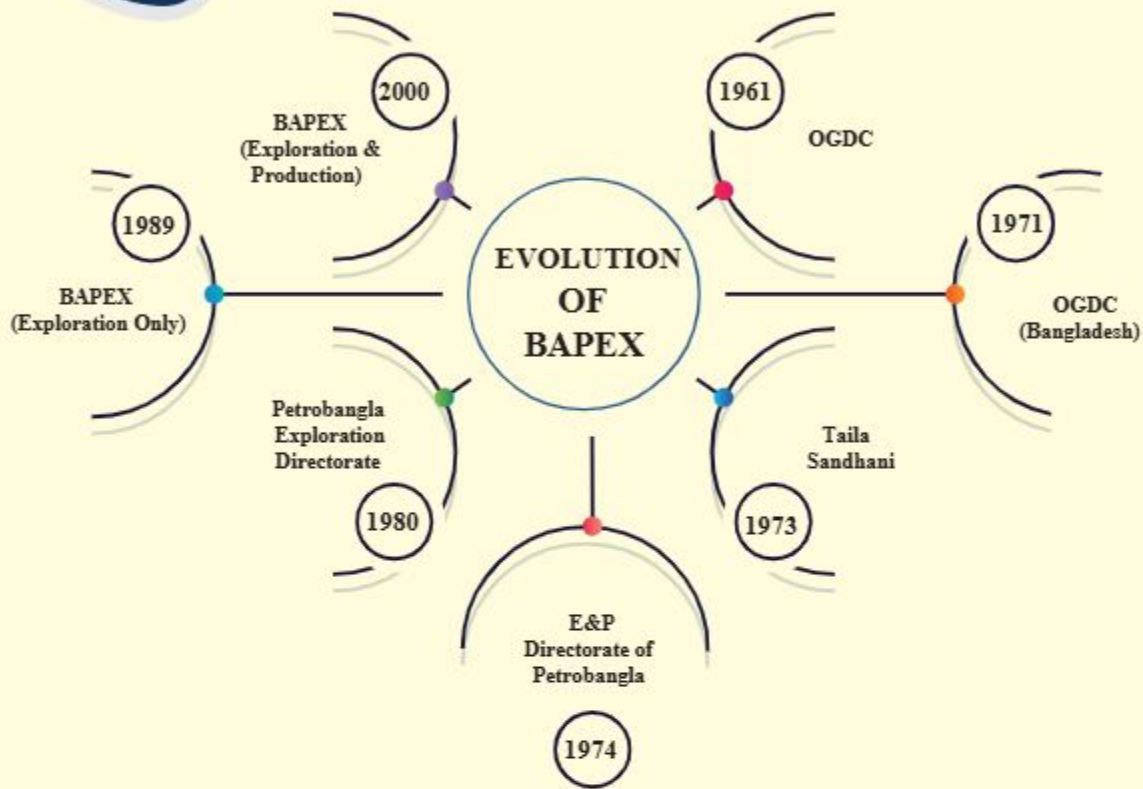 EVOLUTION
OF
BAPEX
1961
OGDC
1971
OGDC
(Bangladesh)
Taila
Sandhani
1973
E&P
Directorate of
Petrobangla
1974
Petrobangla
Exploration
Directorate
1980
1989
BAPEX
(Exploration Only)
2000
BAPEX
(Exploration &
Production)